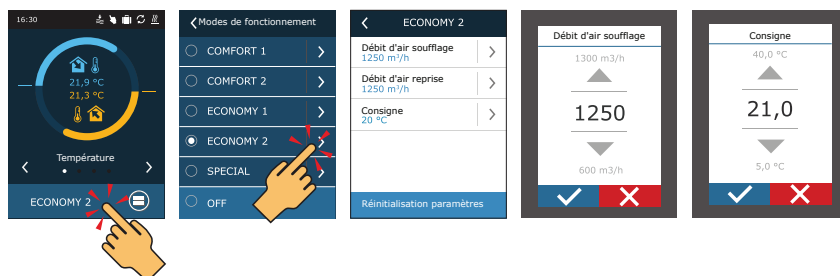 16:30
21,9 °C
21,3 °C
Température
ECONOMY 2
Modes de fonctionnement
COMFORT 1
COMFORT 2
ECONOMY 1
ECONOMY 2
SPECIAL
OFF
ECONOMY 2
Débit d'air soufflage
1250 m³/h
Débit d'air reprise
1250 m³/h
Consigne
20 °C
Réinitialisation paramètres
Débit d'air soufflage
1300 m3/h
1250
600 m3/h
Consigne
40,0 °C
21,0
5,0 °C